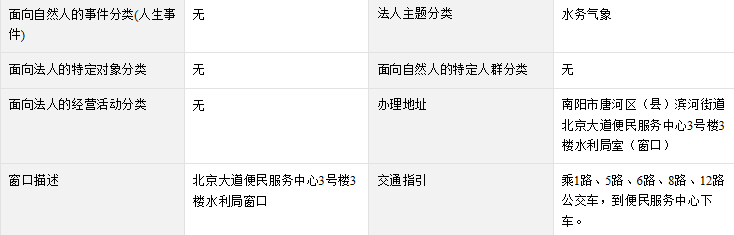 面向自然人的事件分类(人生事件) 无 法人主题分类 水务气象
面向法人的特定对象分类 无 面向自然人的特定人群分类 无
面向法人的经营活动分类 无 办理地址 南阳市唐河区（县）滨河街道
北京大道便民服务中心3号楼3
楼水利局室（窗口）
窗口描述 北京大道便民服务中心3号楼3
楼水利局窗口
交通指引 乘1路、5路、6路、8路、12路
公交车，到便民服务中心下
车。